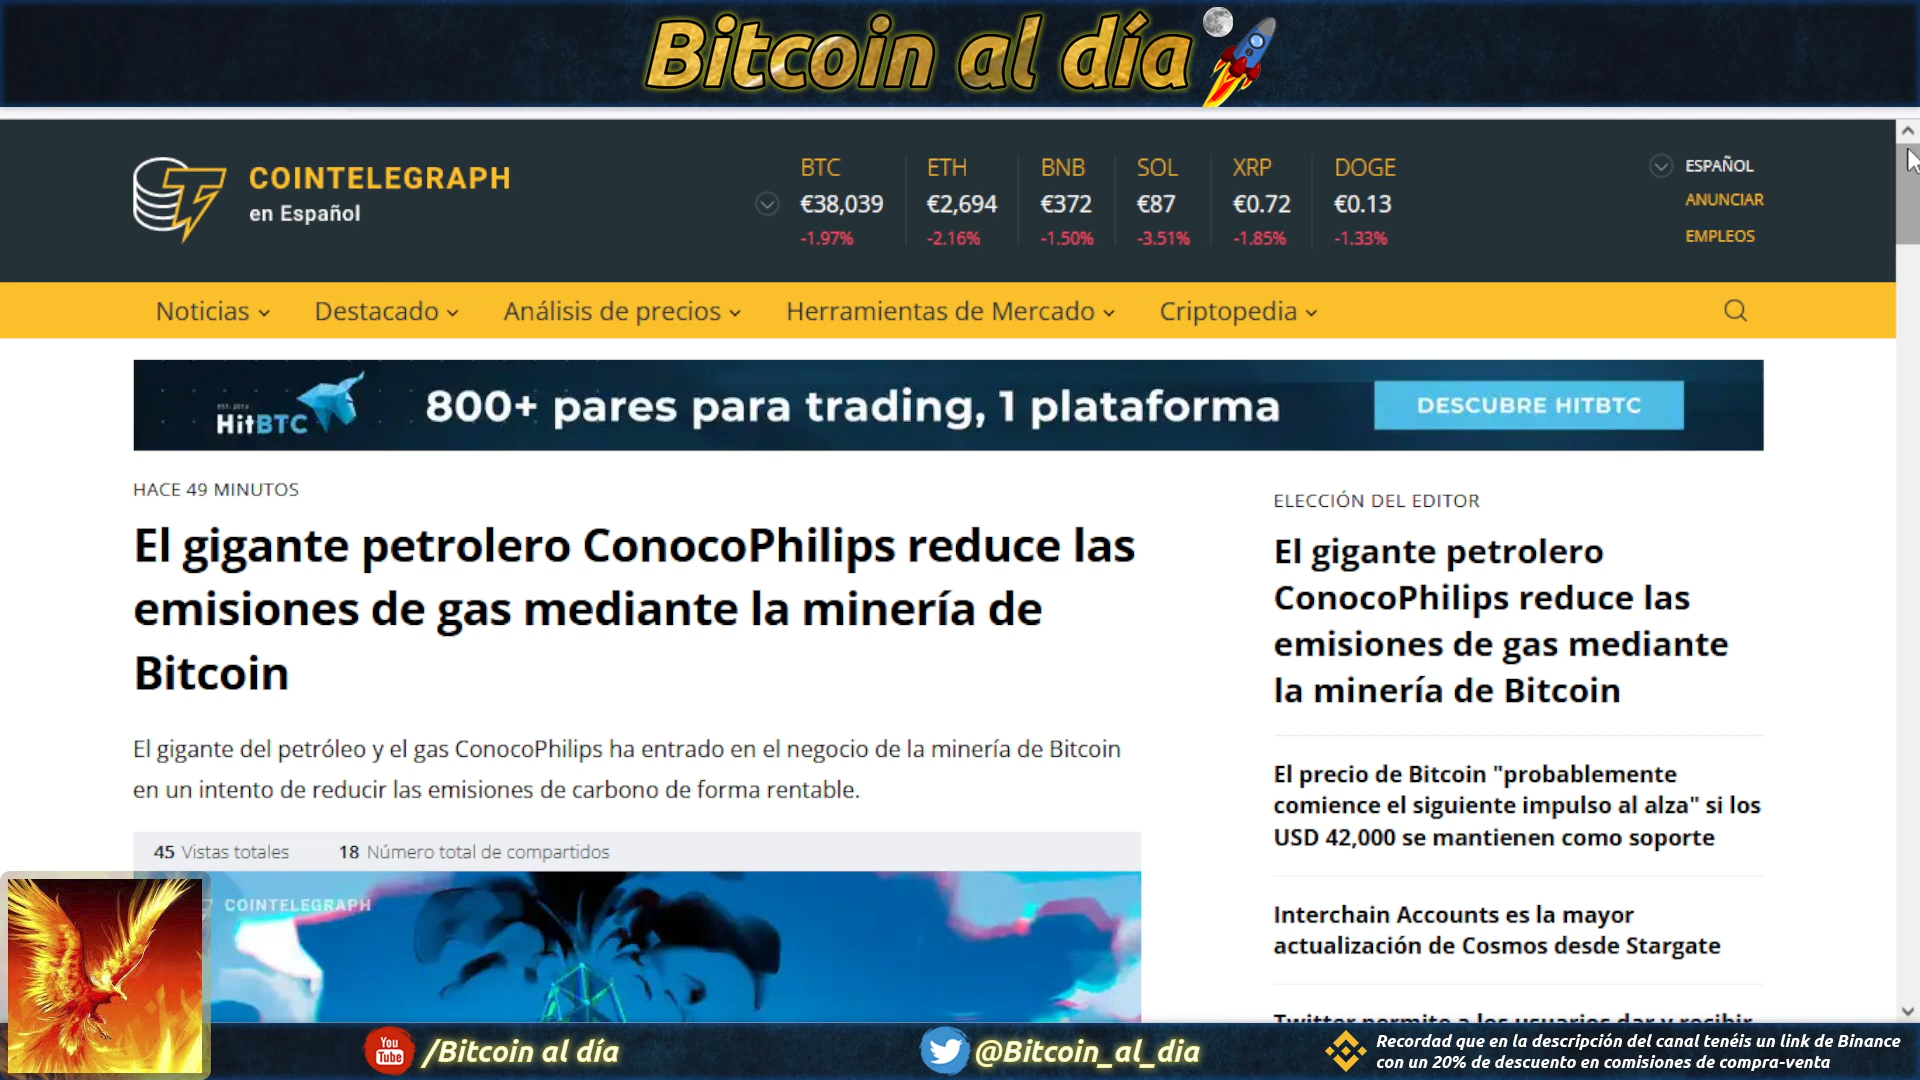 Bitcoin al día
COINTELEGRAPH
en Español
BTC ETH BNB SOL XRP DOGE
€38,039 €2,694 €372 €87 €0.72 €0.13
-1.97% -2.16% -1.50% -3.51% -1.85% -1.33%
ESPAÑOL
ANUNCIAR
EMPLEOS
Noticias Destacado Análisis de precios Herramientas de Mercado Criptopedia
HitBTC
800+ pares para trading, 1 plataforma
DESCUBRE HITBTC
HACE 49 MINUTOS
El gigante petrolero ConocoPhilips reduce las
emisiones de gas mediante la minería de
Bitcoin
El gigante del petróleo y el gas ConocoPhilips ha entrado en el negocio de la minería de Bitcoin
en un intento de reducir las emisiones de carbono de forma rentable.
45 Vistas totales 18 Número total de compartidos
COINTELEGRAPH
ELECCIÓN DEL EDITOR
El gigante petrolero
ConocoPhilips reduce las
emisiones de gas mediante
la minería de Bitcoin
El precio de Bitcoin "probablemente
comience el siguiente impulso al alza" si los
USD 42,000 se mantienen como soporte
Interchain Accounts es la mayor
actualización de Cosmos desde Stargate
Twitter permite a los usuarios dar y recibir
You
Tube
/Bitcoin al día
@Bitcoin_al_dia
Recordad que en la descripción del canal tenéis un link de Binance
con un 20% de descuento en comisiones de compra-venta